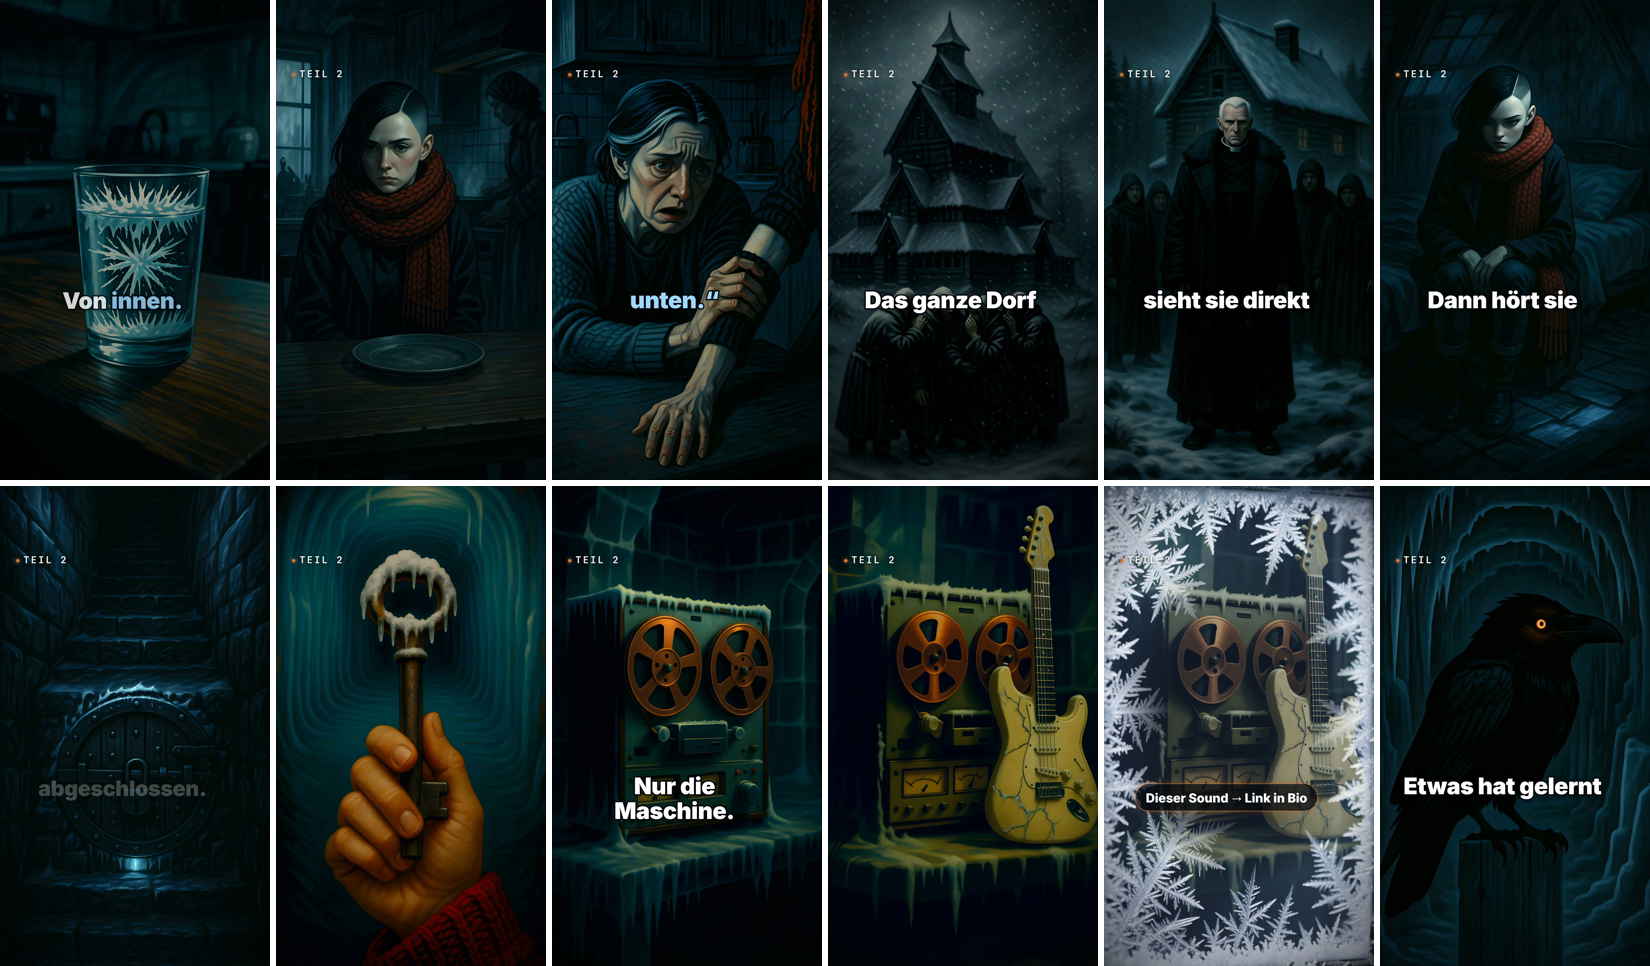 Von innen.
TEIL 2
TEIL 2
unten.“
TEIL 2
Das ganze Dorf
TEIL 2
sieht sie direkt
TEIL 2
Dann hört sie
TEIL 2
abgeschlossen.
TEIL 2
TEIL 2
Nur die
Maschine.
TEIL 2
TEIL 2
Dieser Sound → Link in Bio
TEIL 2
Etwas hat gelernt